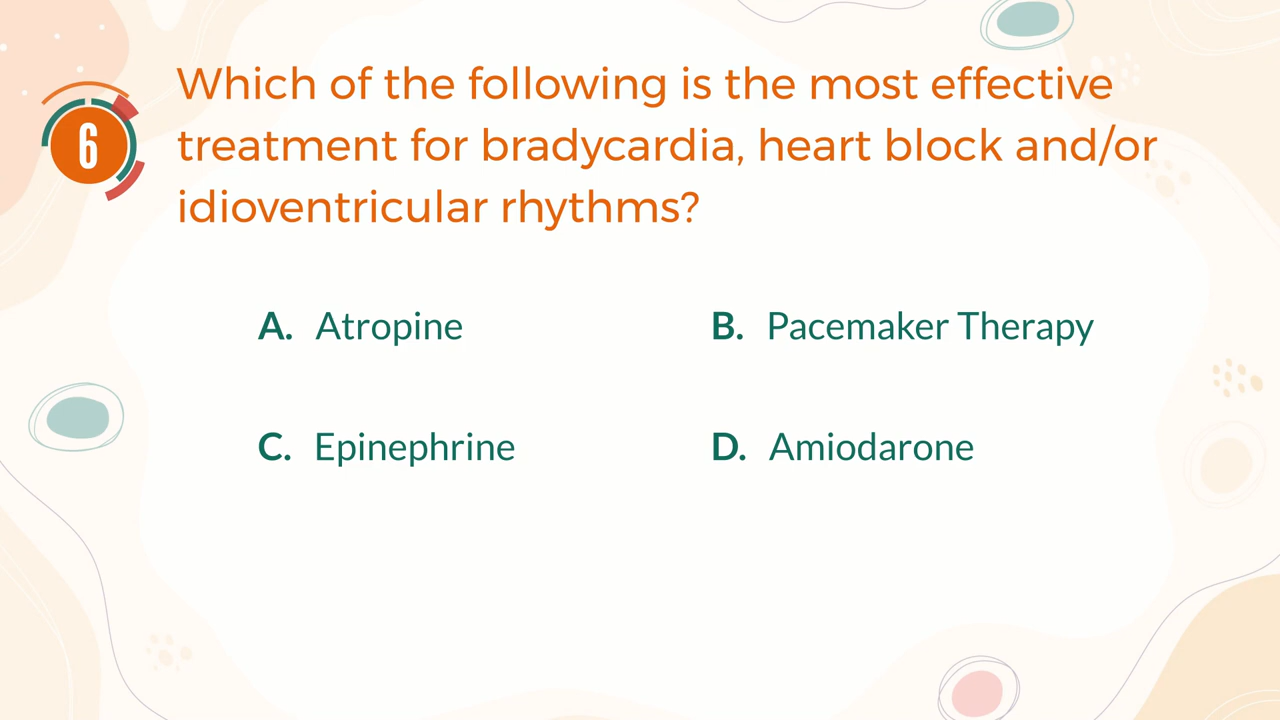 6
Which of the following is the most effective
treatment for bradycardia, heart block and/or
idioventricular rhythms?
A. Atropine
B. Pacemaker Therapy
C. Epinephrine
D. Amiodarone